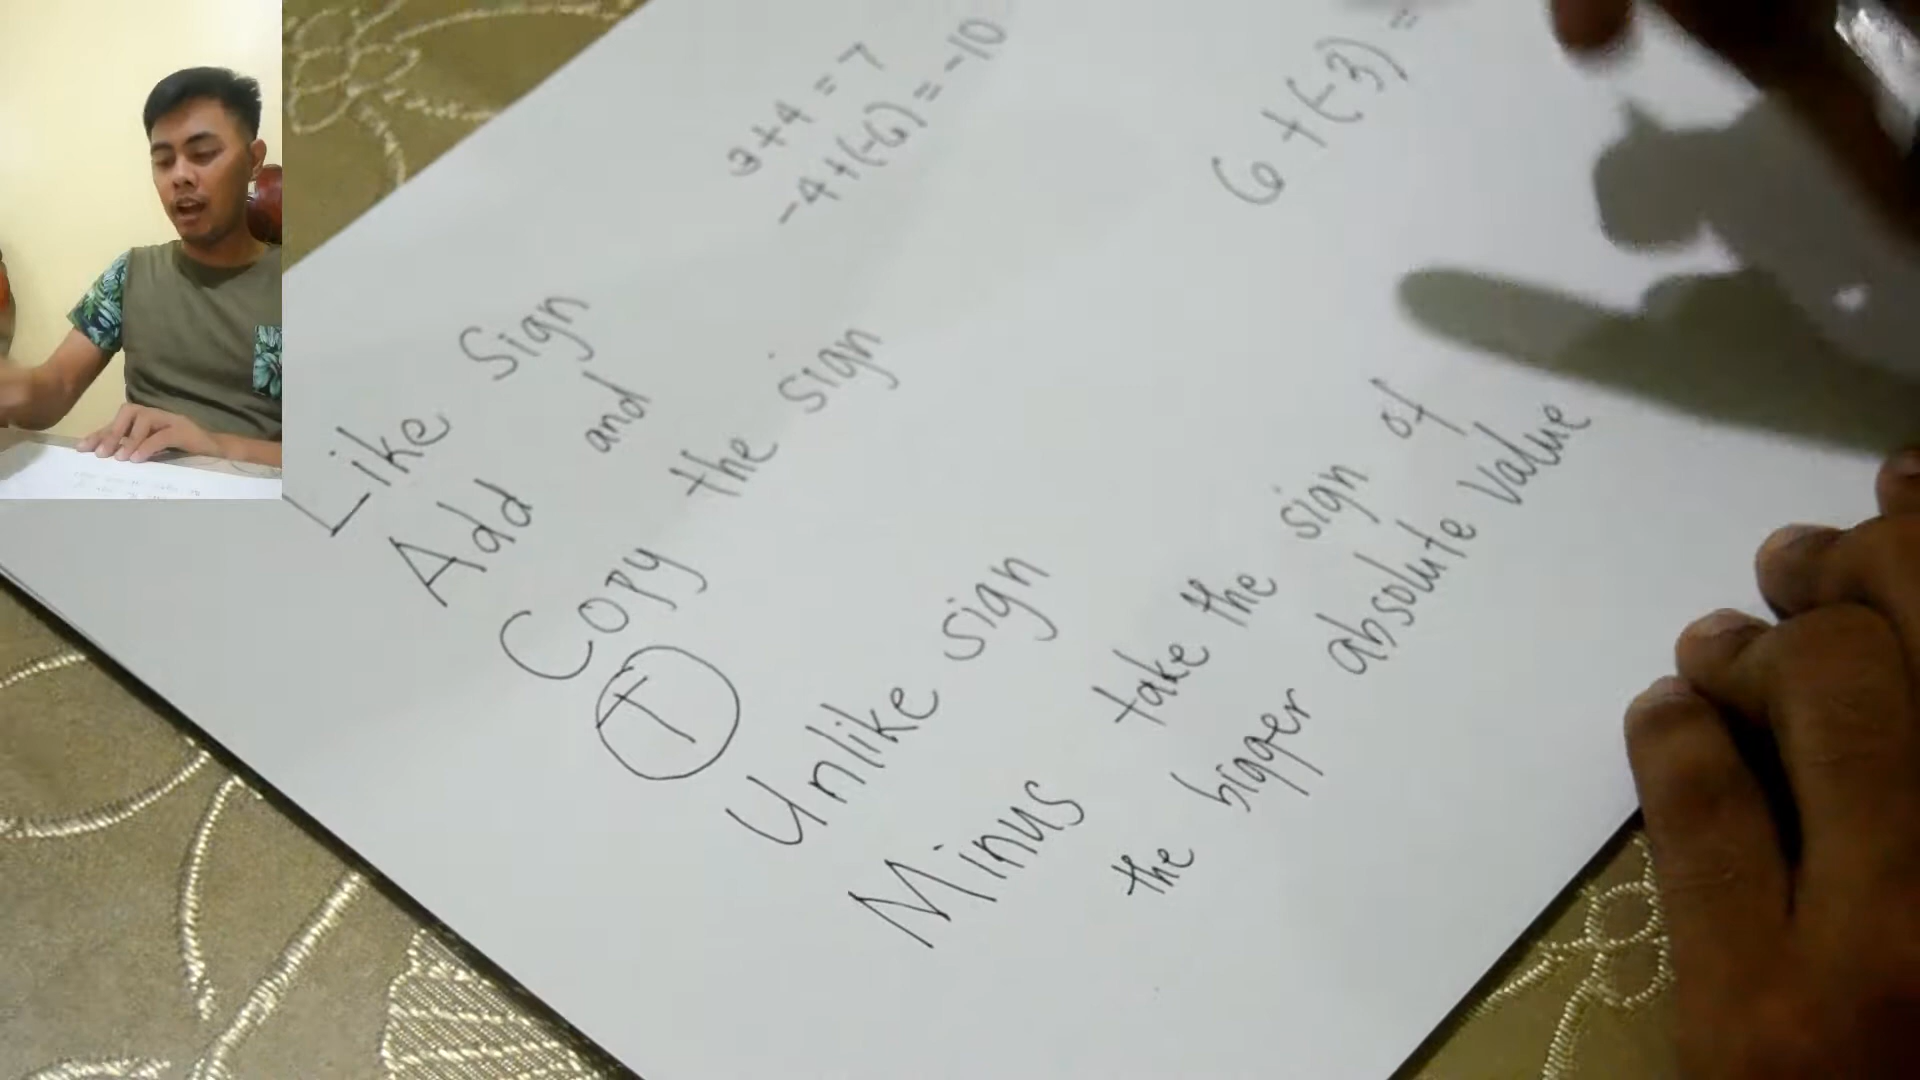 Like Sign
Add and
Copy the sign
T
3+4=7
-4+(-6)=-10
Unlike sign
Minus take the sign of
the bigger absolute value
6+(-3)=